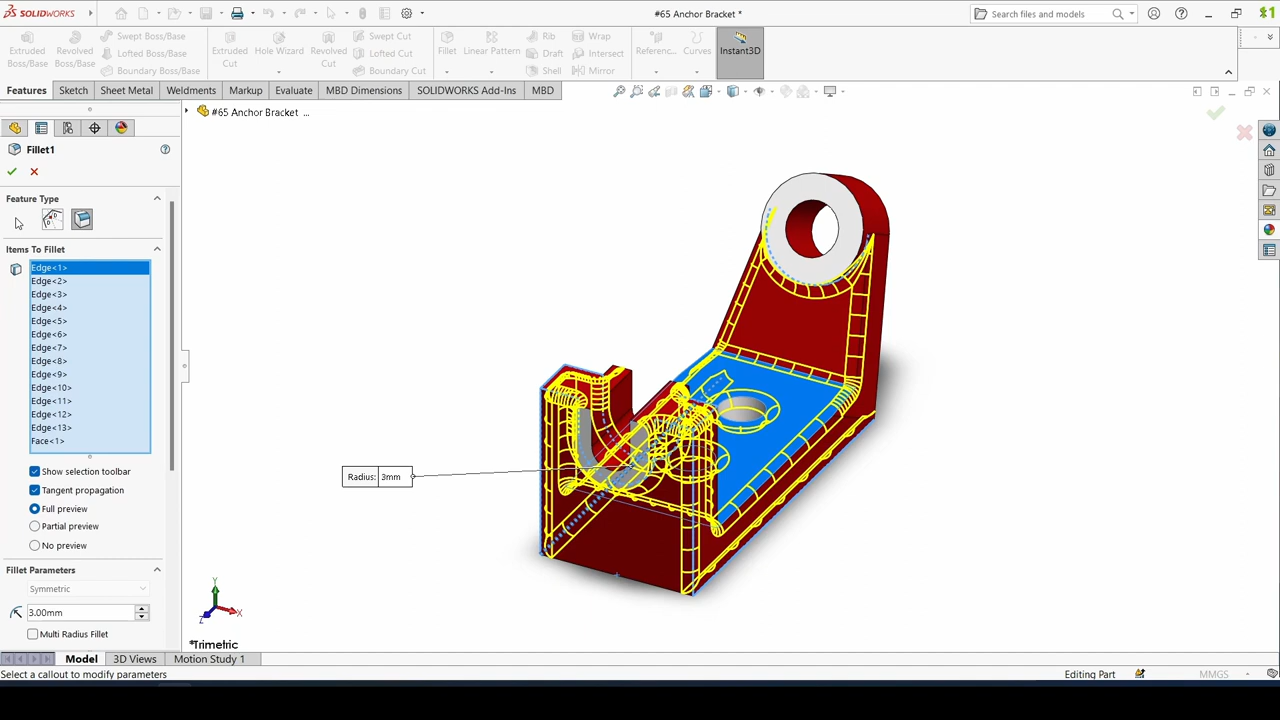 SOLIDWORKS
#65 Anchor Bracket *
Search files and models
$1
Extruded Boss/Base
Revolved Boss/Base
Swept Boss/Base
Lofted Boss/Base
Boundary Boss/Base
Extruded Cut
Hole Wizard
Revolved Cut
Swept Cut
Lofted Cut
Boundary Cut
Fillet
Linear Pattern
Rib
Draft
Shell
Wrap
Intersect
Mirror
Referenc...
Curves
Instant3D
Features
Sketch
Sheet Metal
Weldments
Markup
Evaluate
MBD Dimensions
SOLIDWORKS Add-Ins
MBD
#65 Anchor Bracket ...
Fillet1
Feature Type
Items To Fillet
Edge<1>
Edge<2>
Edge<3>
Edge<4>
Edge<5>
Edge<6>
Edge<7>
Edge<8>
Edge<9>
Edge<10>
Edge<11>
Edge<12>
Edge<13>
Face<1>
Show selection toolbar
Tangent propagation
Full preview
Partial preview
No preview
Fillet Parameters
Symmetric
3.00mm
Multi Radius Fillet
Radius: 3mm
Y
X
Z
*Trimetric
Model
3D Views
Motion Study 1
Select a callout to modify parameters
Editing Part
MMGS